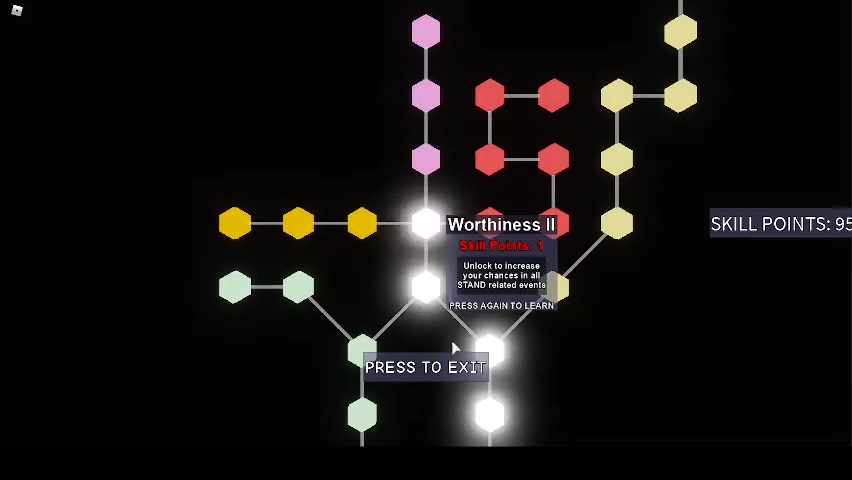 Worthiness II
SKILL POINTS: 95
Skill Points: 1
Unlock to increase
your chances in all
STAND related events
PRESS AGAIN TO LEARN
PRESS TO EXIT